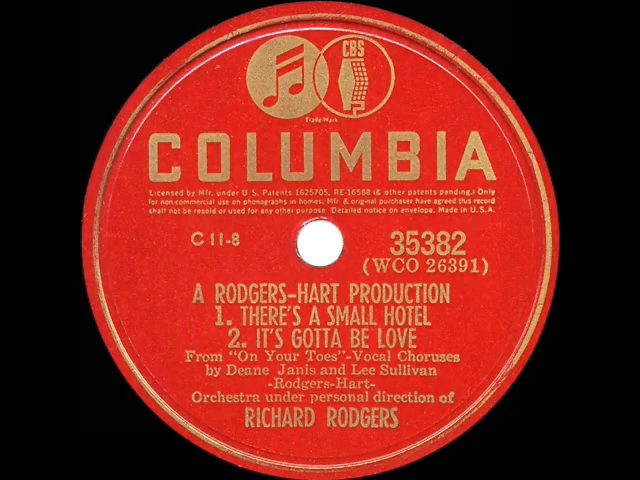 CBS
Trade Mark
COLUMBIA
Licensed by Mfr. under U.S. Patents 1625705, RE-16588 (& other patents pending.) Only
for non-commercial use on phonographs in homes. Mfr. & original purchaser have agreed this record
shall not be resold or used for any other purpose. Detailed notice on envelope. Made in U.S.A.
C 11-8
35382
(WCO 26391)
A RODGERS-HART PRODUCTION
1. THERE'S A SMALL HOTEL
2. IT'S GOTTA BE LOVE
From "On Your Toes"-Vocal Choruses
by Deane Janis and Lee Sullivan
-Rodgers-Hart-
Orchestra under personal direction of
RICHARD RODGERS